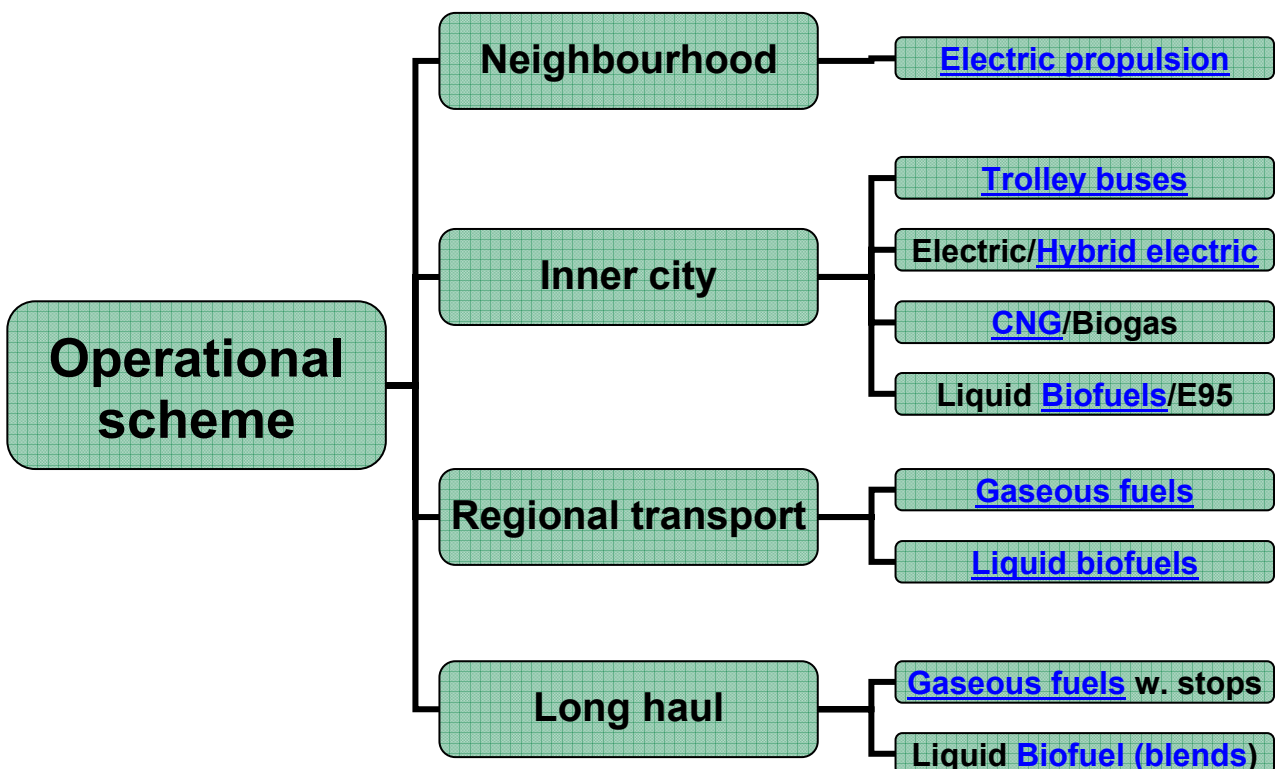 Operational
scheme
Neighbourhood
Electric propulsion
Inner city
Trolley buses
Electric/Hybrid electric
CNG/Biogas
Liquid Biofuels/E95
Regional transport
Gaseous fuels
Liquid biofuels
Long haul
Gaseous fuels w. stops
Liquid Biofuel (blends)